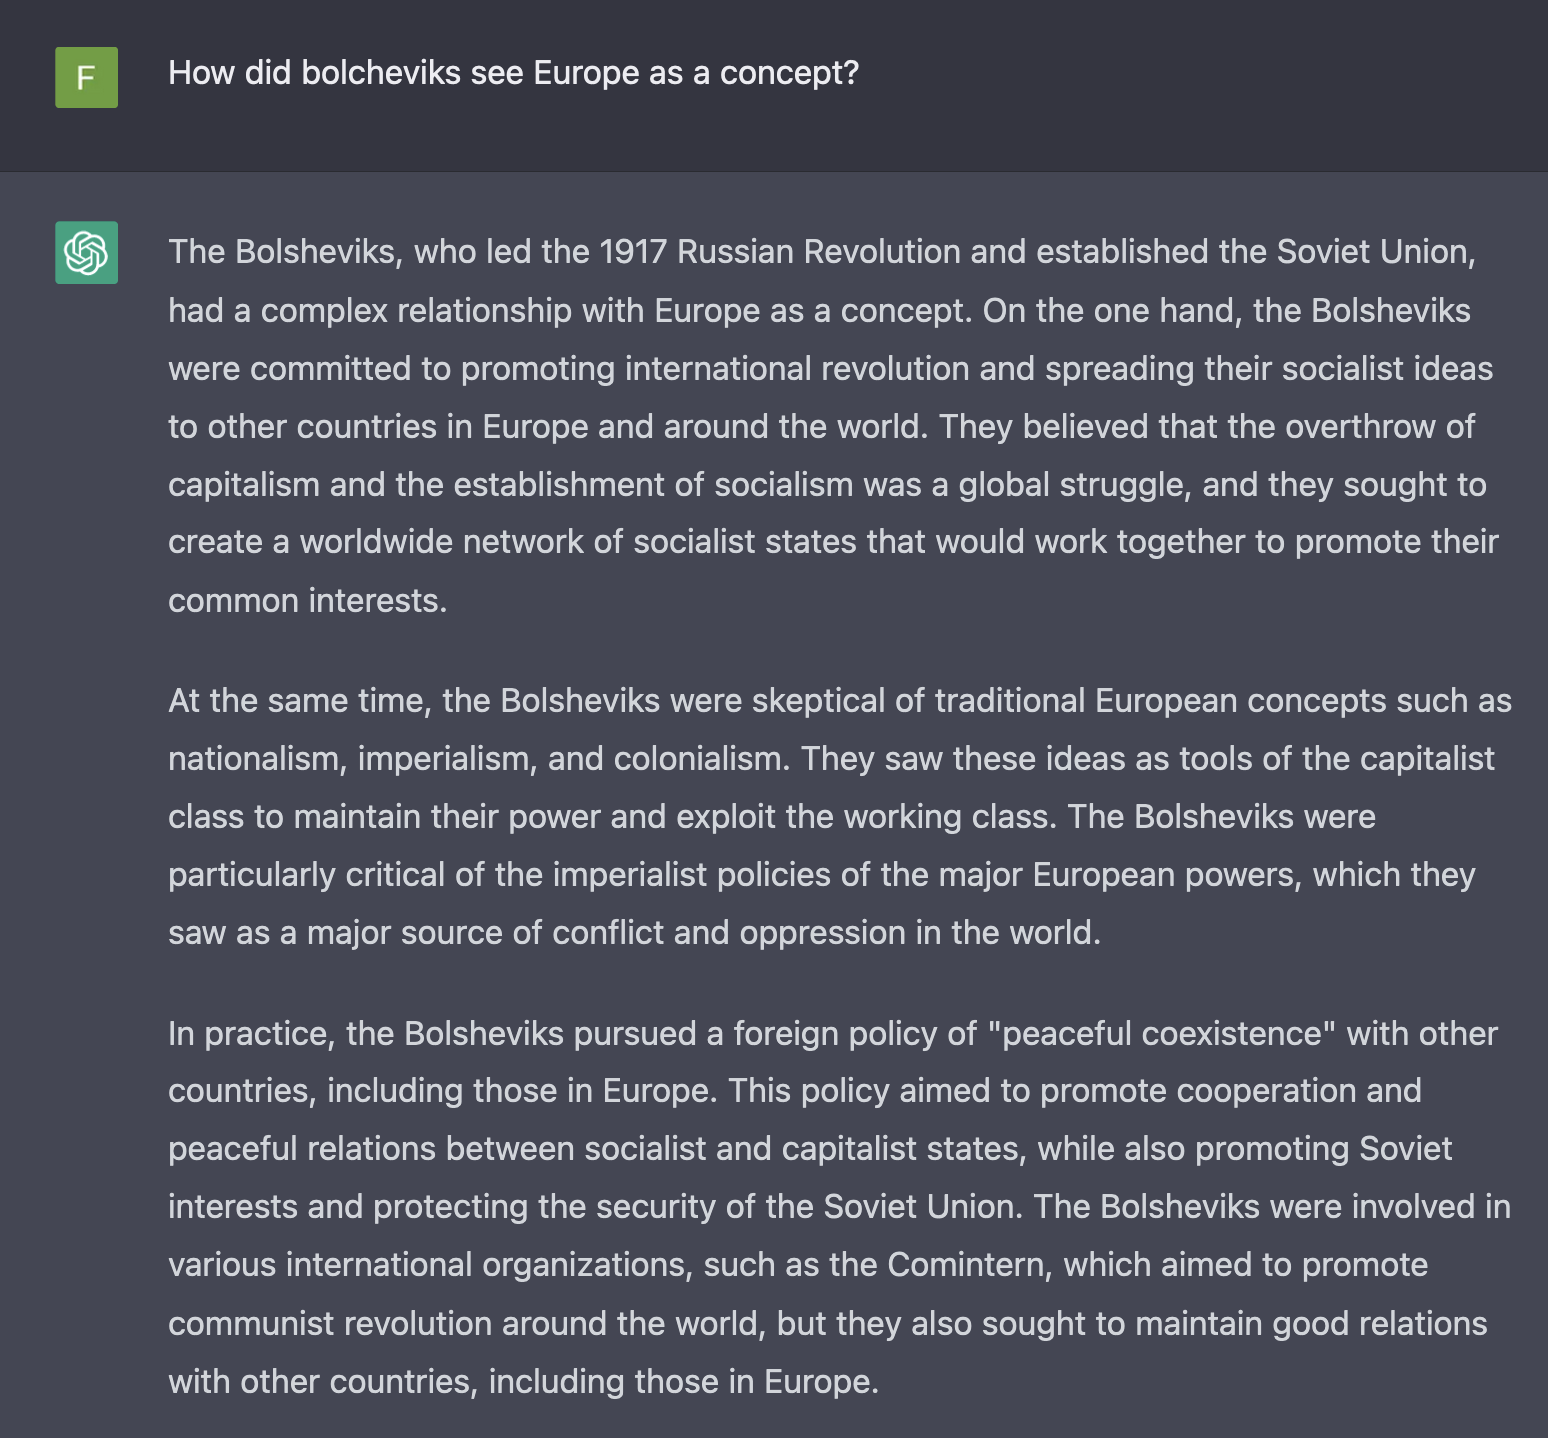 F
How did bolcheviks see Europe as a concept?
The Bolsheviks, who led the 1917 Russian Revolution and established the Soviet Union,
had a complex relationship with Europe as a concept. On the one hand, the Bolsheviks
were committed to promoting international revolution and spreading their socialist ideas
to other countries in Europe and around the world. They believed that the overthrow of
capitalism and the establishment of socialism was a global struggle, and they sought to
create a worldwide network of socialist states that would work together to promote their
common interests.
At the same time, the Bolsheviks were skeptical of traditional European concepts such as
nationalism, imperialism, and colonialism. They saw these ideas as tools of the capitalist
class to maintain their power and exploit the working class. The Bolsheviks were
particularly critical of the imperialist policies of the major European powers, which they
saw as a major source of conflict and oppression in the world.
In practice, the Bolsheviks pursued a foreign policy of "peaceful coexistence" with other
countries, including those in Europe. This policy aimed to promote cooperation and
peaceful relations between socialist and capitalist states, while also promoting Soviet
interests and protecting the security of the Soviet Union. The Bolsheviks were involved in
various international organizations, such as the Comintern, which aimed to promote
communist revolution around the world, but they also sought to maintain good relations
with other countries, including those in Europe.